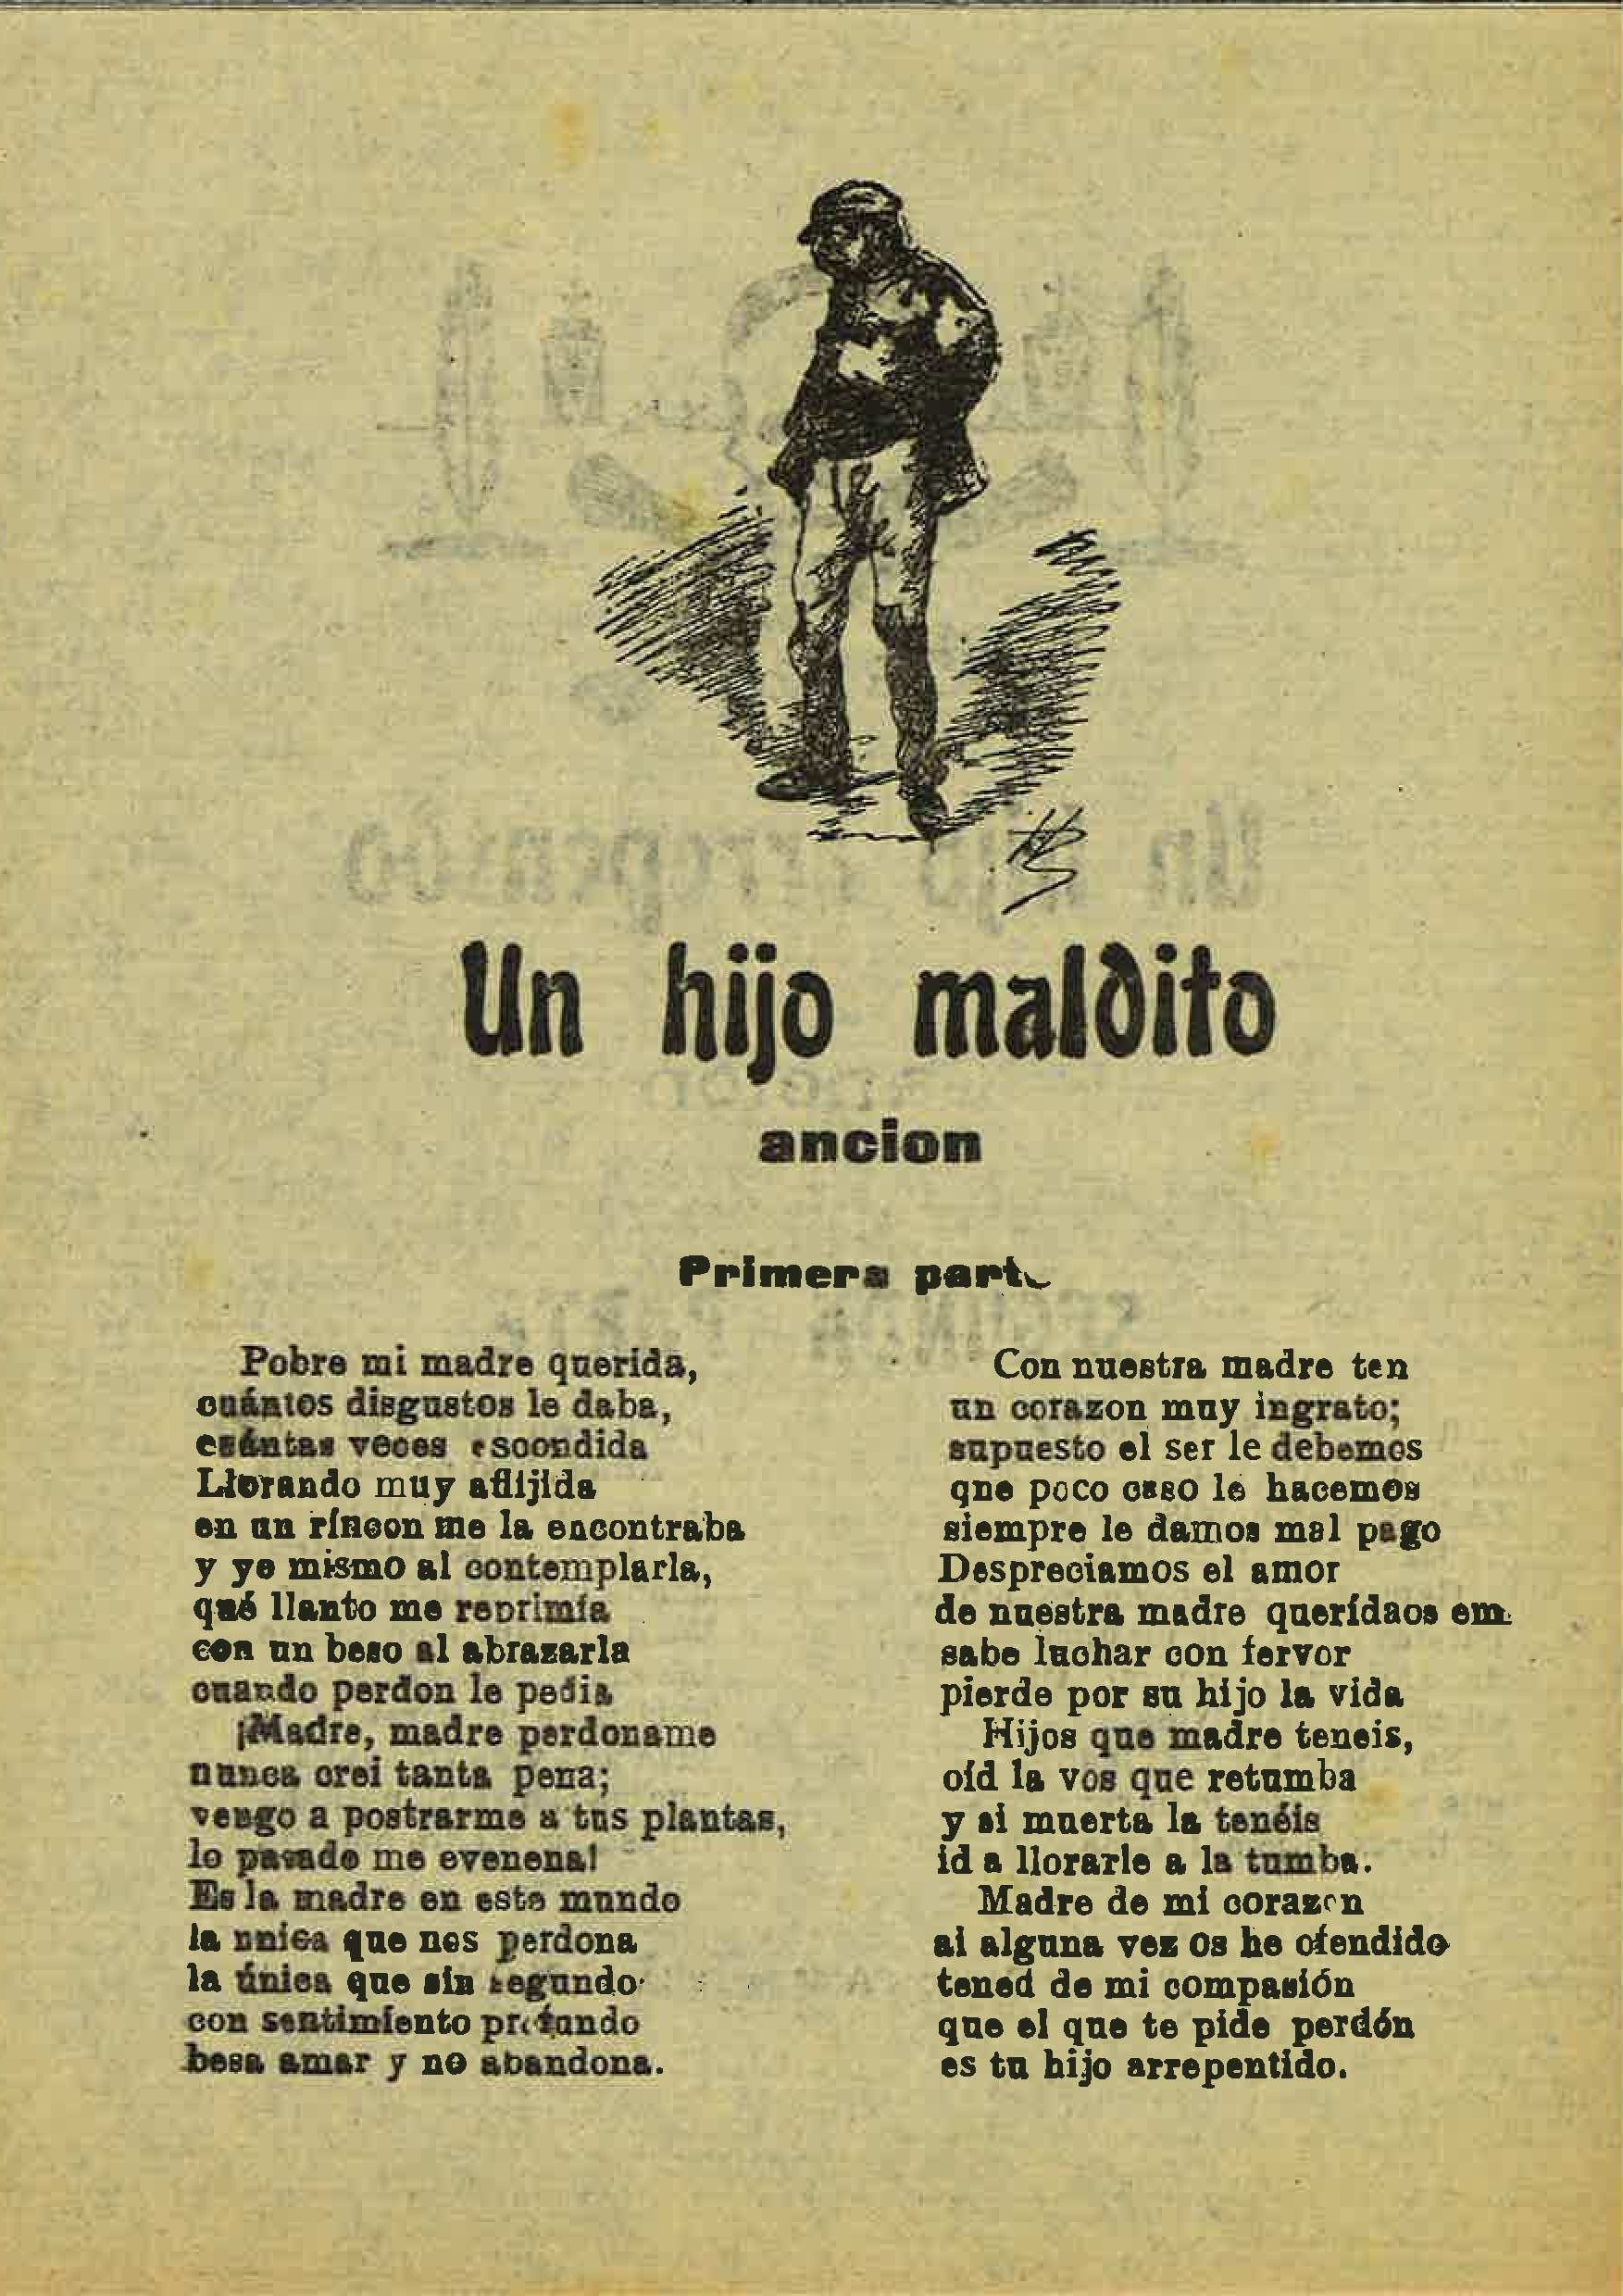 Un hijo maldito
ancion
Primera part
Pobre mi madre querida,
cuántos disgustos le daba,
cuántas veces escondida
Llorando muy aflijida
en un ríncon me la encontraba
y yo mismo al contemplarla,
qué llanto me reprimía
con un beso al abrazarla
cuando perdon le pedia
¡Madre, madre perdoname
nunca crei tanta pena;
vengo a postrarme a tus plantas,
lo pasado me evenena!
Es la madre en este mundo
la unica que nos perdona
la única que sin segundo
con sentimíento profundo
besa amar y no abandona.
Con nuestra madre ten
un corazon muy ingrato;
supuesto el ser le debemos
qne poco caso le hacemos
siempre le damos mal pago
Despreciamos el amor
de nuestra madre querídaos em
sabe luchar con fervor
pierde por su hijo la vida
Hijos que madre teneis,
oíd la vos que retumba
y si muerta la tenéis
id a llorarle a la tumba.
Madre de mi corazon
si alguna vez os he ofendido
tened de mi compasión
que el que te pide perdón
es tu hijo arrepentido.